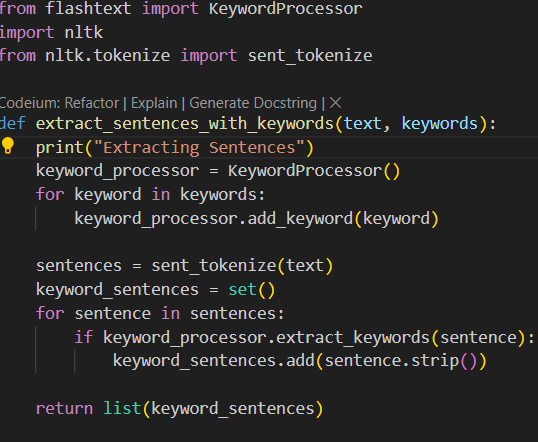 from flashtext import KeywordProcessor
import nltk
from nltk.tokenize import sent_tokenize
Codeium: Refactor | Explain | Generate Docstring | ×
def extract_sentences_with_keywords(text, keywords):
    print("Extracting Sentences")
    keyword_processor = KeywordProcessor()
    for keyword in keywords:
        keyword_processor.add_keyword(keyword)
    sentences = sent_tokenize(text)
    keyword_sentences = set()
    for sentence in sentences:
        if keyword_processor.extract_keywords(sentence):
            keyword_sentences.add(sentence.strip())
    return list(keyword_sentences)